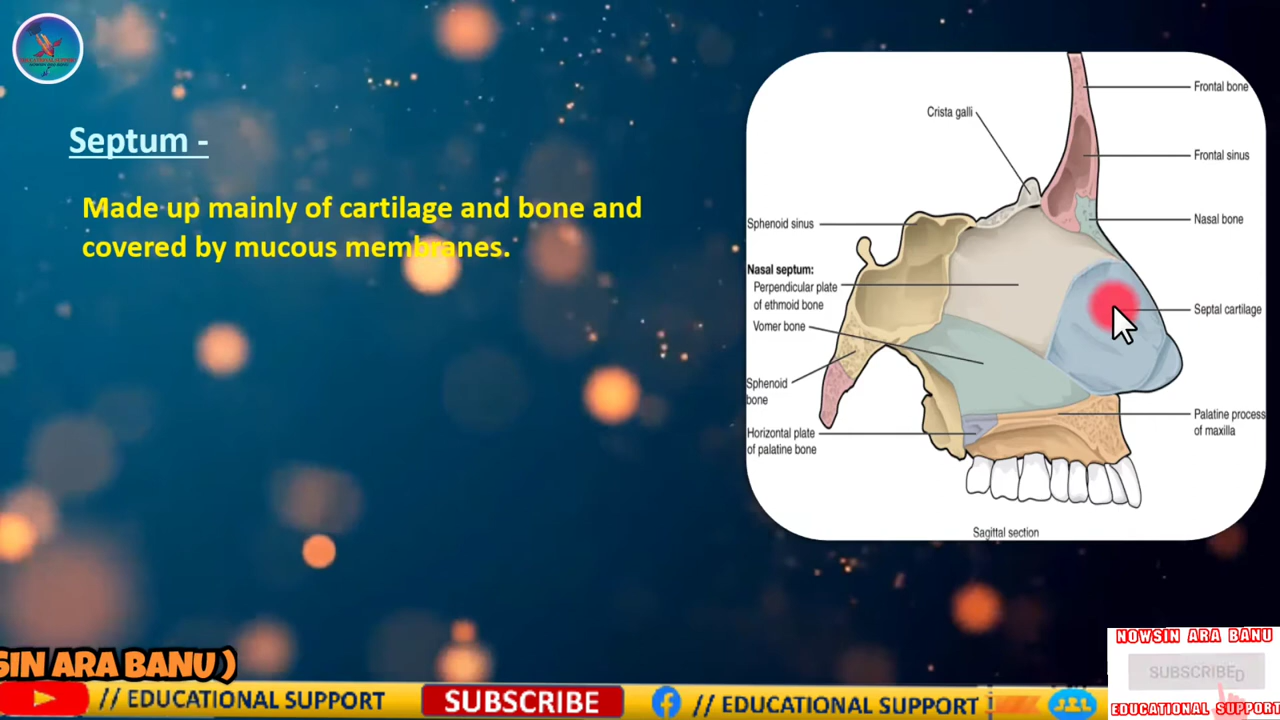 Septum -
Made up mainly of cartilage and bone and
covered by mucous membranes.
Frontal bone
Crista galli
Frontal sinus
Sphenoid sinus
Nasal bone
Nasal septum:
Perpendicular plate
of ethmoid bone
Vomer bone
Septal cartilage
Sphenoid
bone
Palatine process
of maxilla
Horizontal plate
of palatine bone
Sagittal section
SIN ARA BANU )
// EDUCATIONAL SUPPORT
SUBSCRIBE
// EDUCATIONAL SUPPORT
NOWSIN ARA BANU
SUBSCRIBED
EDUCATIONAL SUPPORT